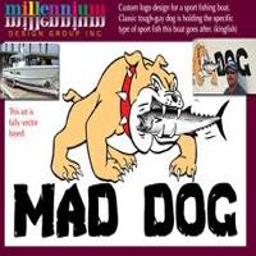 millennium
DESIGN GROUP INC
Custom logo design for a sport fishing boat.
Classic tough-guy dog is holding the specific
type of sport fish this boat goes after. (kingfish)
DOG
This art is
fully vector
based.
MAD DOG